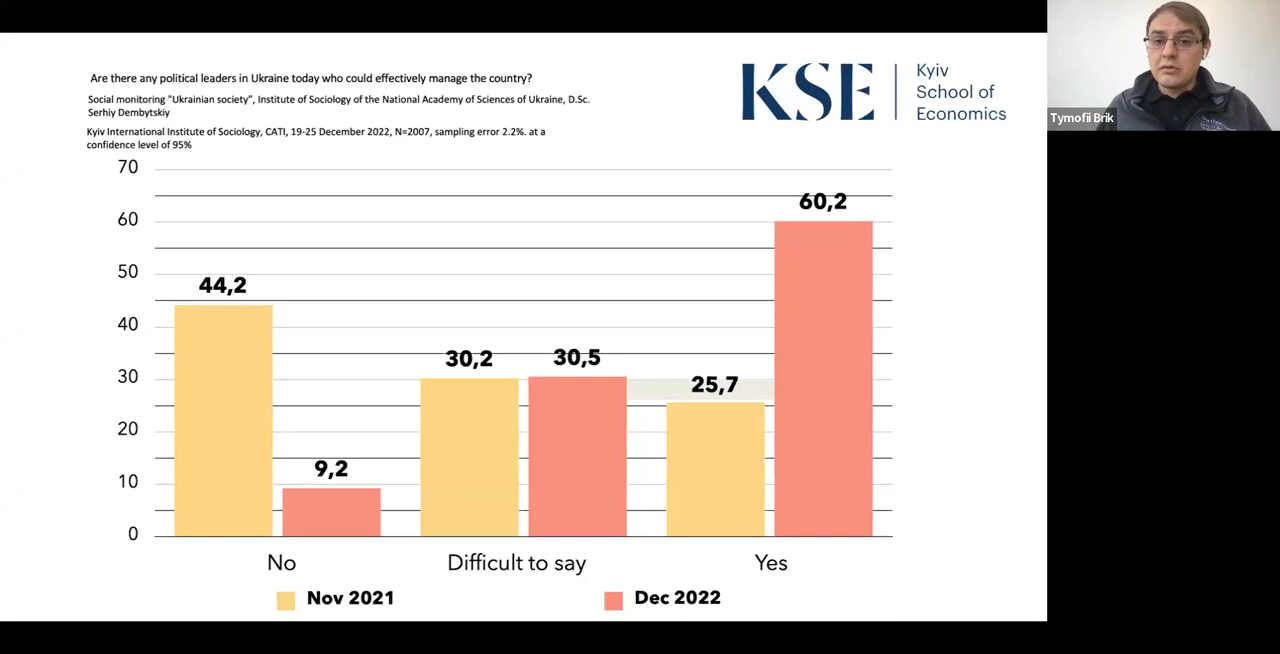 Are there any political leaders in Ukraine today who could effectively manage the country?
Social monitoring "Ukrainian society", Institute of Sociology of the National Academy of Sciences of Ukraine, D.Sc.
Serhiy Dembytskiy
Kyiv International Institute of Sociology, CATI, 19-25 December 2022, N=2007, sampling error 2.2%. at a
confidence level of 95%
KSE
Kyiv
School of
Economics
Tymofii Brik
70
60
50
40
30
20
10
0
44,2
9,2
30,2
30,5
25,7
60,2
No
Difficult to say
Yes
Nov 2021
Dec 2022